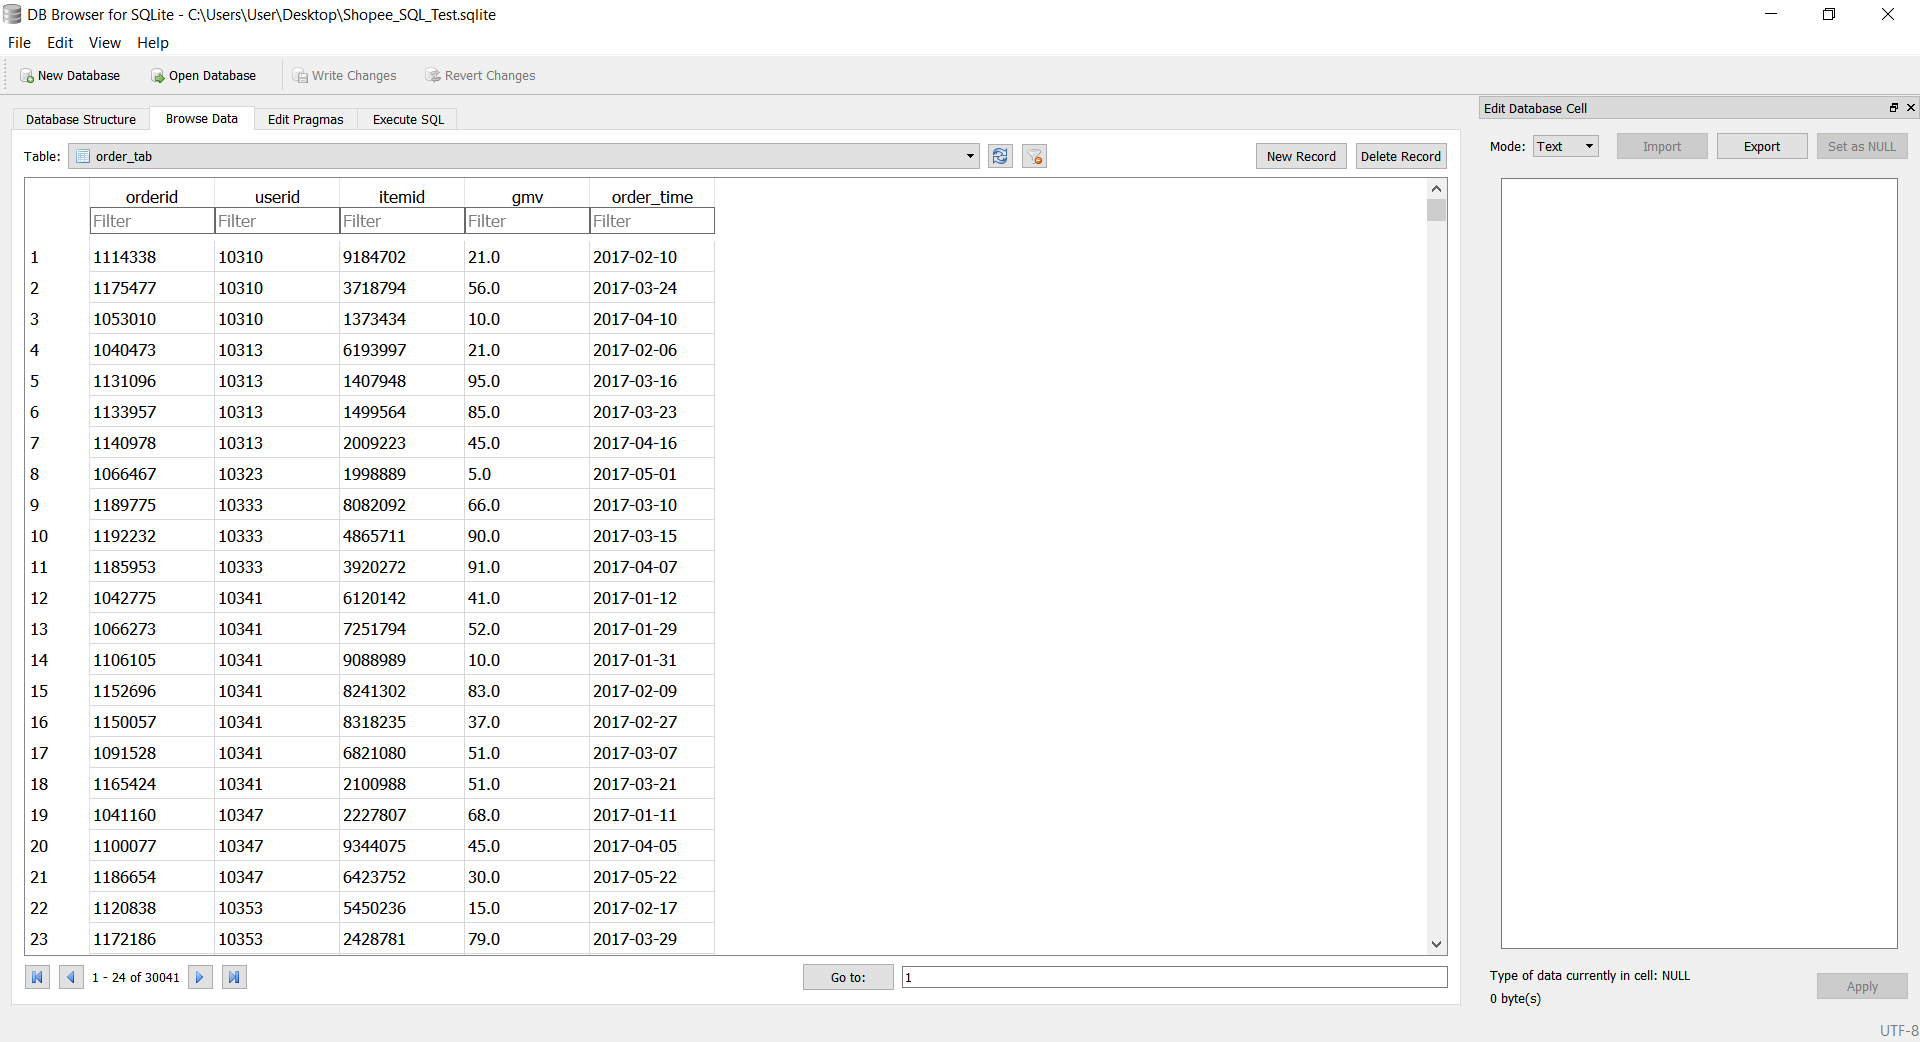 DB Browser for SQLite - C:\Users\User\Desktop\Shopee_SQL_Test.sqlite
File Edit View Help
New Database Open Database Write Changes Revert Changes
Database Structure Browse Data Edit Pragmas Execute SQL
Table: order_tab New Record Delete Record
orderid userid itemid gmv order_time
Filter Filter Filter Filter Filter
1 1114338 10310 9184702 21.0 2017-02-10
2 1175477 10310 3718794 56.0 2017-03-24
3 1053010 10310 1373434 10.0 2017-04-10
4 1040473 10313 6193997 21.0 2017-02-06
5 1131096 10313 1407948 95.0 2017-03-16
6 1133957 10313 1499564 85.0 2017-03-23
7 1140978 10313 2009223 45.0 2017-04-16
8 1066467 10323 1998889 5.0 2017-05-01
9 1189775 10333 8082092 66.0 2017-03-10
10 1192232 10333 4865711 90.0 2017-03-15
11 1185953 10333 3920272 91.0 2017-04-07
12 1042775 10341 6120142 41.0 2017-01-12
13 1066273 10341 7251794 52.0 2017-01-29
14 1106105 10341 9088989 10.0 2017-01-31
15 1152696 10341 8241302 83.0 2017-02-09
16 1150057 10341 8318235 37.0 2017-02-27
17 1091528 10341 6821080 51.0 2017-03-07
18 1165424 10341 2100988 51.0 2017-03-21
19 1041160 10347 2227807 68.0 2017-01-11
20 1100077 10347 9344075 45.0 2017-04-05
21 1186654 10347 6423752 30.0 2017-05-22
22 1120838 10353 5450236 15.0 2017-02-17
23 1172186 10353 2428781 79.0 2017-03-29
1 - 24 of 30041 Go to: 1
Edit Database Cell
Mode: Text Import Export Set as NULL
Type of data currently in cell: NULL
0 byte(s)
Apply
UTF-8